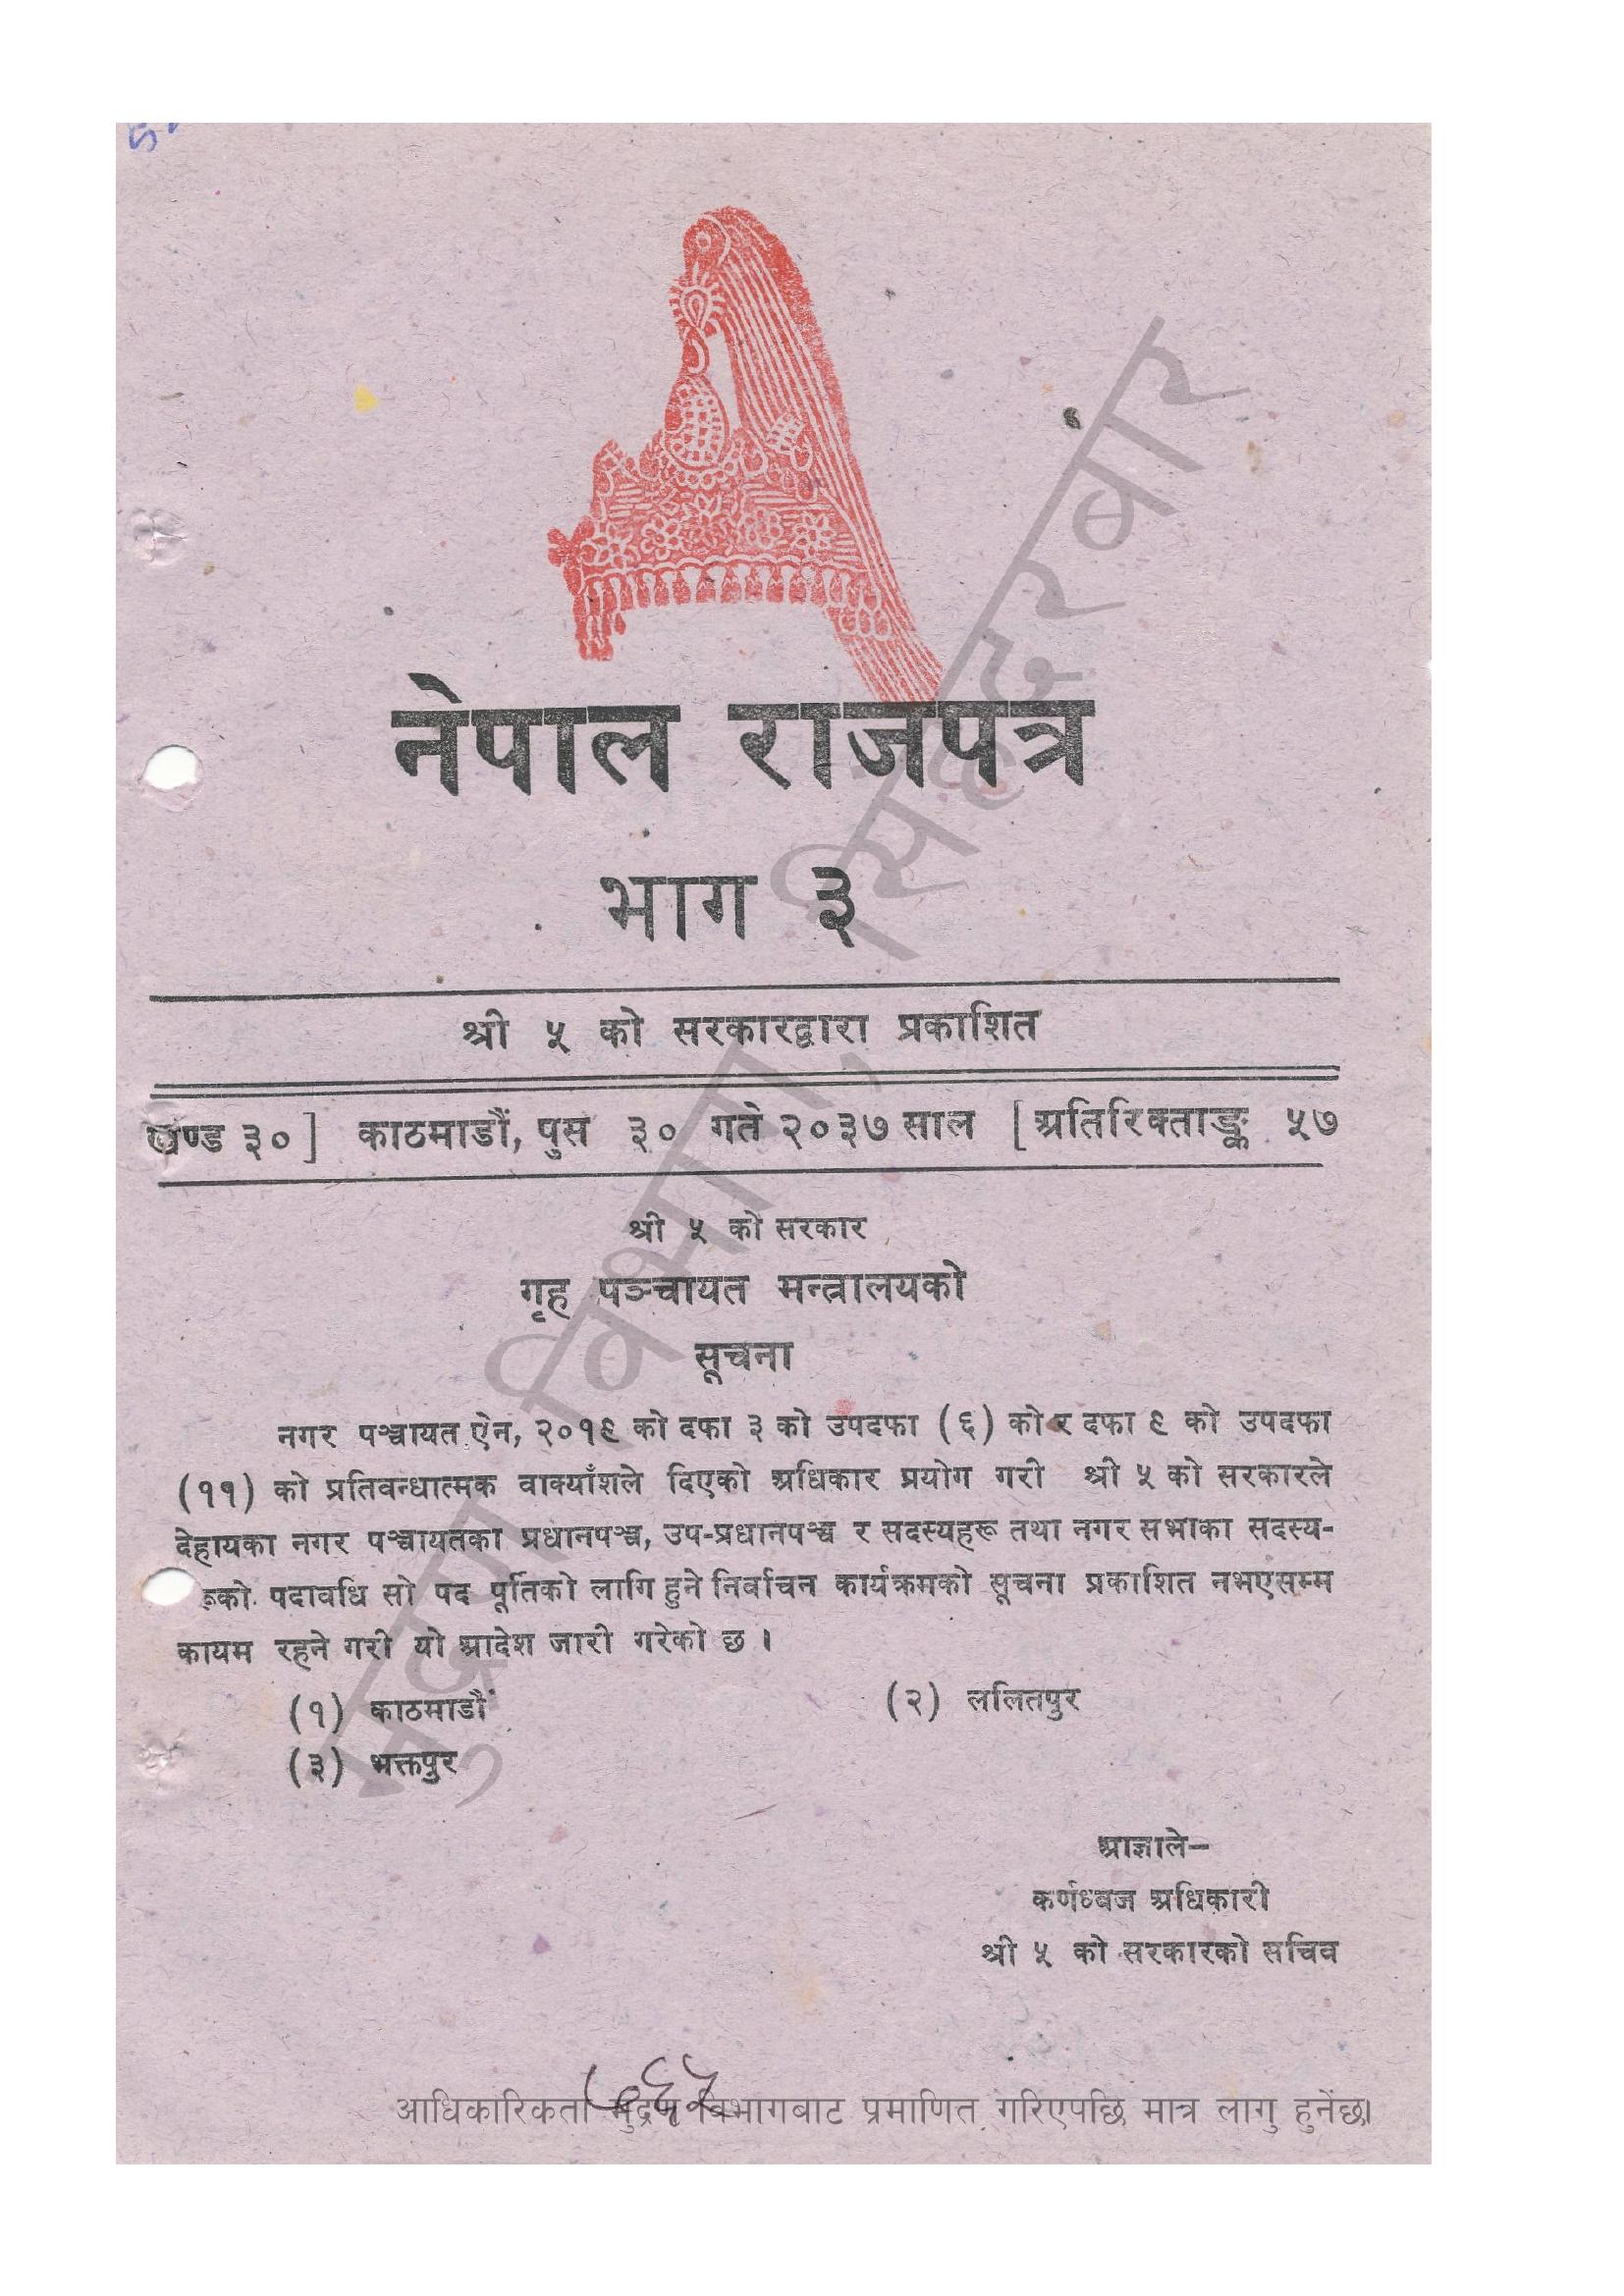 नेपाल राजपत्र
भाग ३
श्री ५ को सरकारद्वारा प्रकाशित
खण्ड ३०] काठमाडौं, पुस ३० गते २०३७ साल [अतिरिक्ताङ्क ५७
श्री ५ को सरकार
गृह पञ्चायत मन्त्रालयको
सूचना
नगर पञ्चायत ऐन, २०१९ को दफा ३ को उपदफा (६) को र दफा ९ को उपदफा
(११) को प्रतिवन्धात्मक वाक्याँशले दिएको अधिकार प्रयोग गरी श्री ५ को सरकारले
देहायका नगर पञ्चायतका प्रधानपञ्च, उप-प्रधानपञ्च र सदस्यहरू तथा नगर सभाका सदस्य-
रूको पदावधि सो पद पूर्तिको लागि हुने निर्वाचन कार्यक्रमको सूचना प्रकाशित नभएसम्म
कायम रहने गरी यो आदेश जारी गरेको छ ।
(१) काठमाडौं (२) ललितपुर
(३) भक्तपुर
आज्ञाले–
कर्णध्वज अधिकारी
श्री ५ को सरकारको सचिव
आधिकारिकता मुद्रण विभागबाट प्रमाणित गरिएपछि मात्र लागु हुनेछ।
मुद्रण विभाग, सिंहदरबार